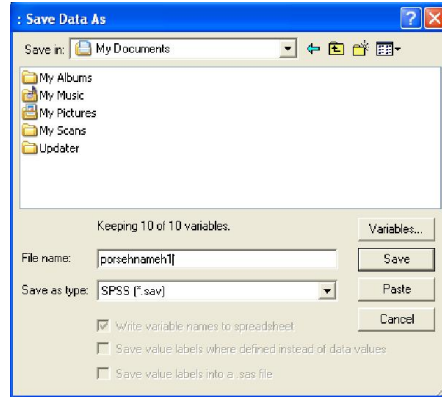 : Save Data As
Save in: My Documents
My Albums
My Music
My Pictures
My Scans
Updater
Keeping 10 of 10 variables.
Variables...
File name: porsehnameh1
Save
Save as type: SPSS (*.sav)
Paste
Cancel
Write variable names to spreadsheet
Save value labels where defined instead of data values
Save value labels into a .sas file